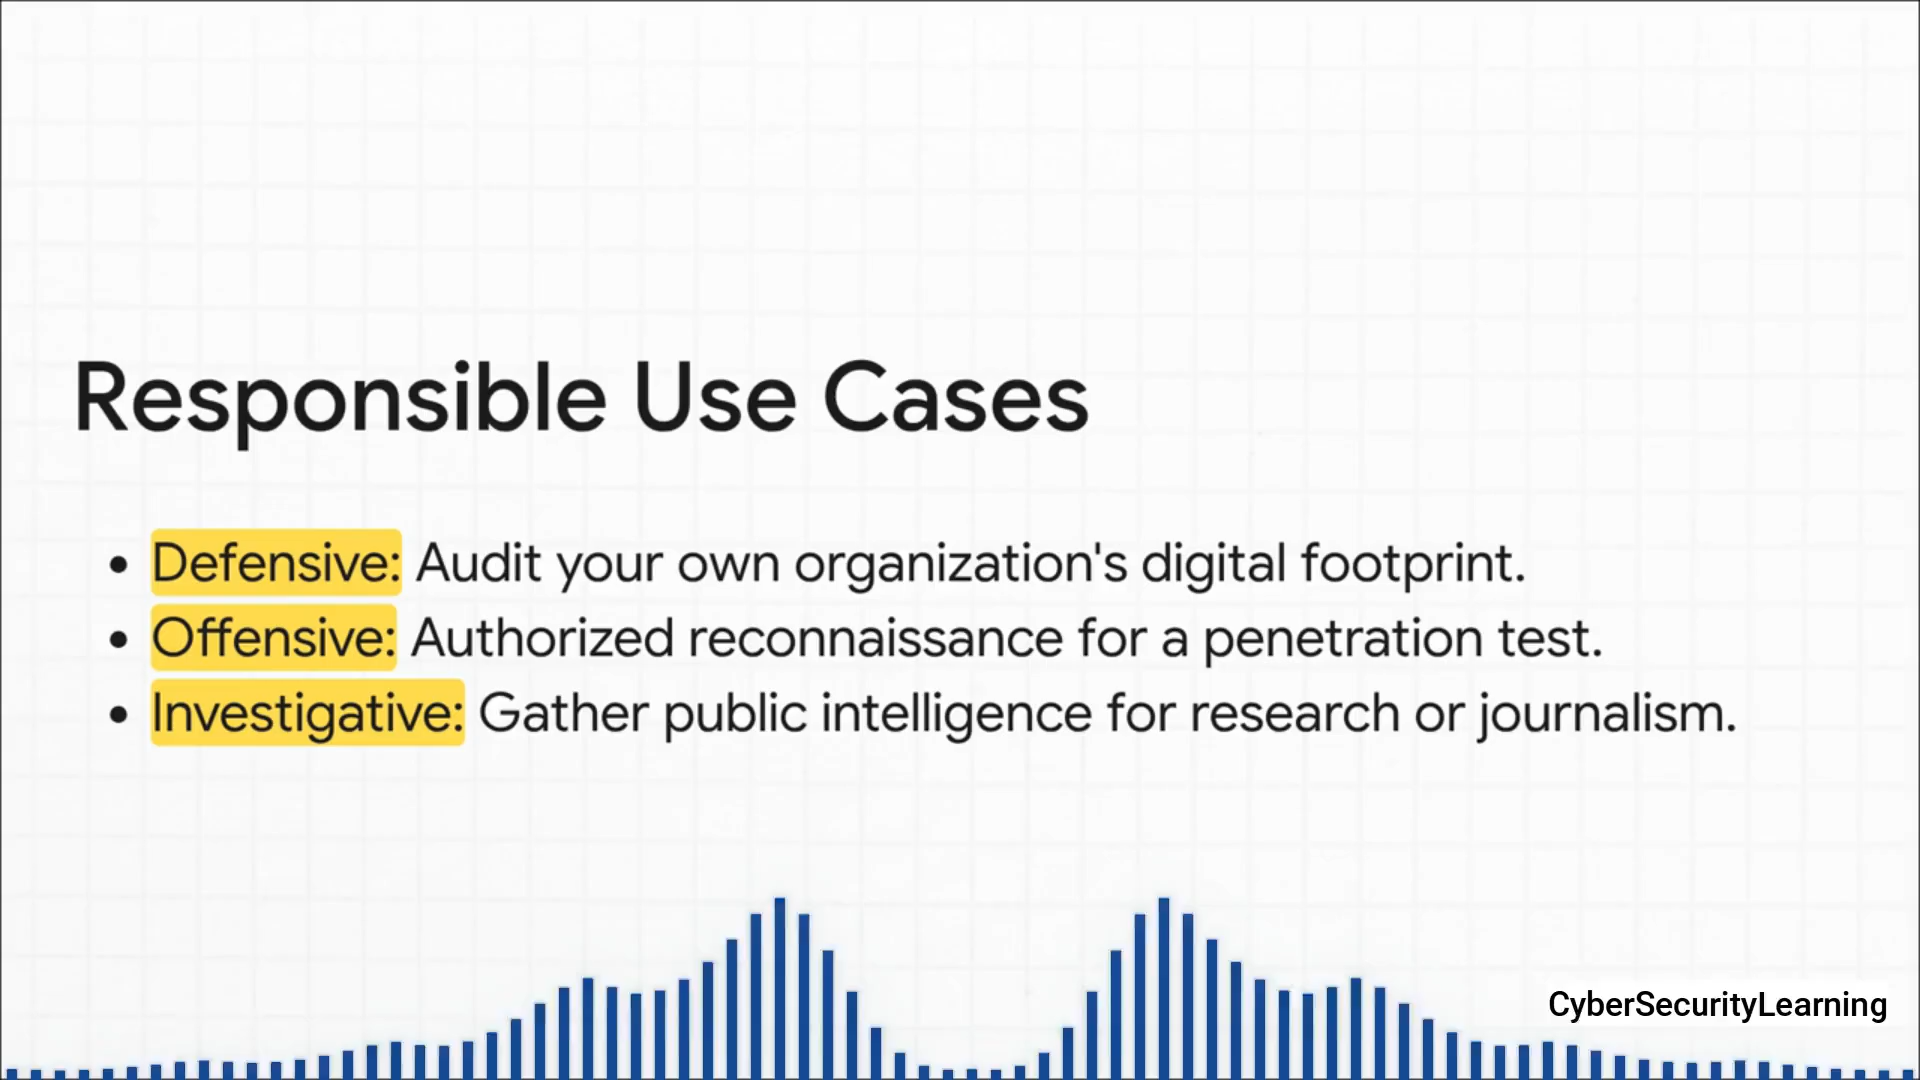 Responsible Use Cases
• Defensive: Audit your own organization's digital footprint.
• Offensive: Authorized reconnaissance for a penetration test.
• Investigative: Gather public intelligence for research or journalism.
CyberSecurityLearning